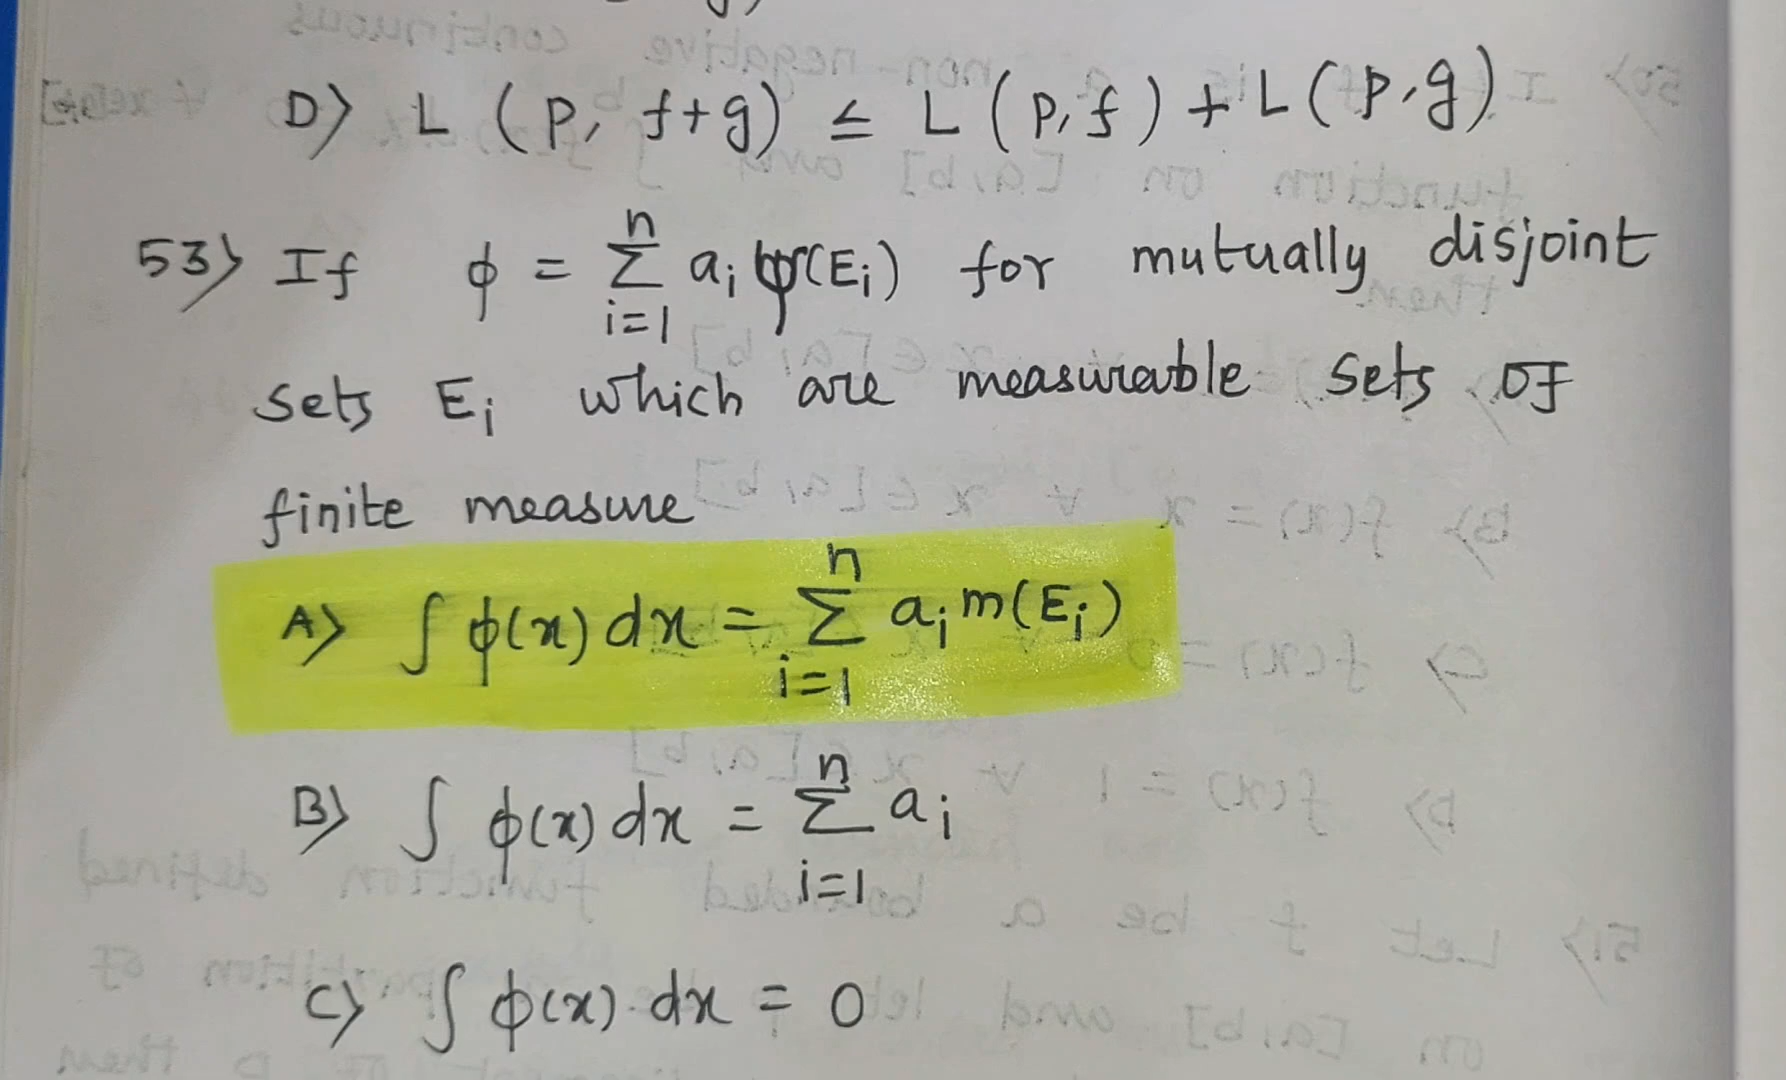 D) L (P, f+g) ≤ L (P, f) + L (P, g)
53) If ϕ = Σ_{i=1}^{n} a_i (E_i) for mutually disjoint
sets E_i which are measurable sets of
finite measure
A) ∫ ϕ(x) dx = Σ_{i=1}^{n} a_i m(E_i)
B) ∫ ϕ(x) dx = Σ_{i=1}^{n} a_i
C) ∫ ϕ(x) dx = 0